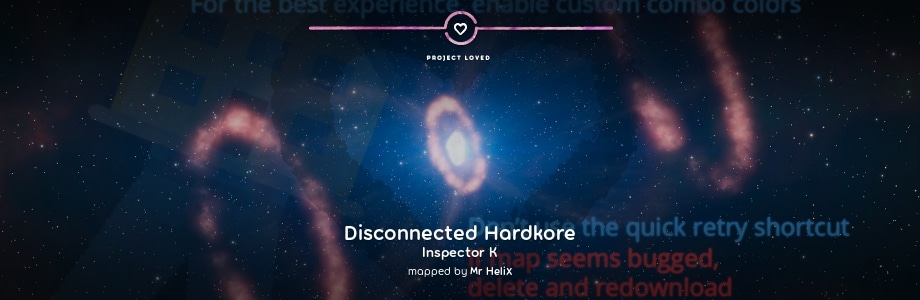 For the best experience, enable custom combo colors
PROJECT LOVED
Don't use the quick retry shortcut
Disconnected Hardkore
Inspector K
If map seems bugged,
mapped by Mr HeliX
delete and redownload